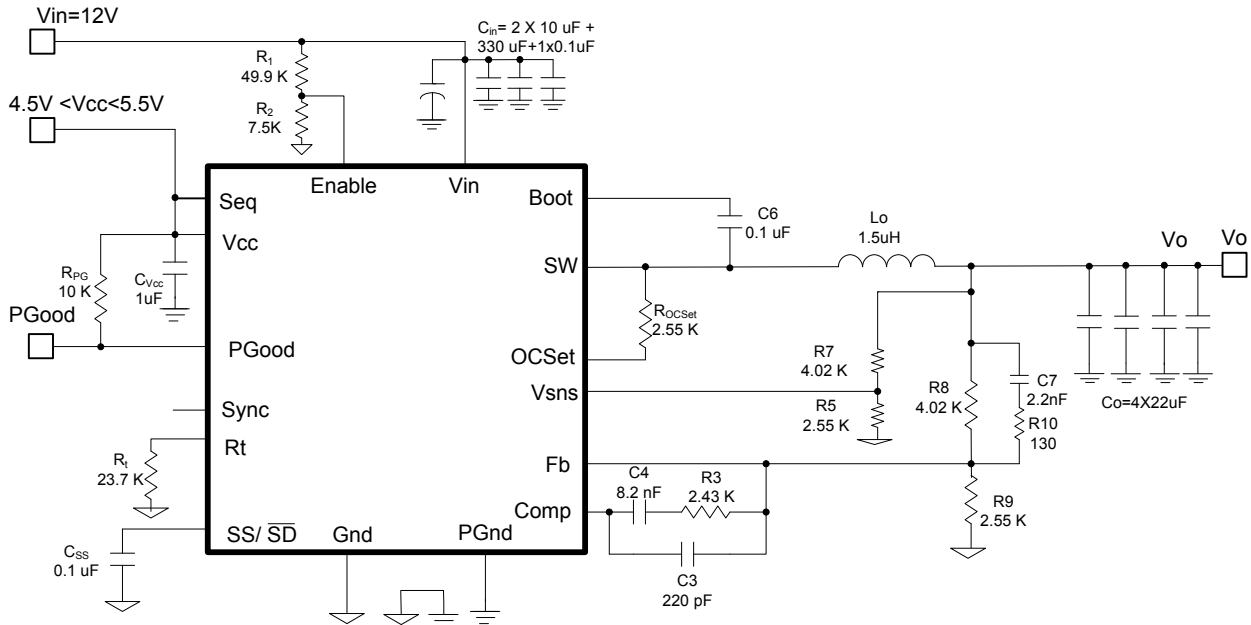 Vin=12V
Cin= 2 X 10 uF +
330 uF+1x0.1uF
R1
49.9 K
4.5V <Vcc<5.5V
R2
7.5K
Enable
Vin
Seq
Boot
C6
0.1 uF
Lo
1.5uH
Vo
Vo
Vcc
SW
RPG
10 K
CVcc
1uF
ROCSet
2.55 K
PGood
PGood
OCSet
R7
4.02 K
Vsns
R8
4.02 K
C7
2.2nF
Co=4X22uF
Sync
R5
2.55 K
R10
130
Rt
Rt
23.7 K
Fb
C4
8.2 nF
R3
2.43 K
R9
2.55 K
Comp
SS/ SD
Gnd
PGnd
CSS
0.1 uF
C3
220 pF